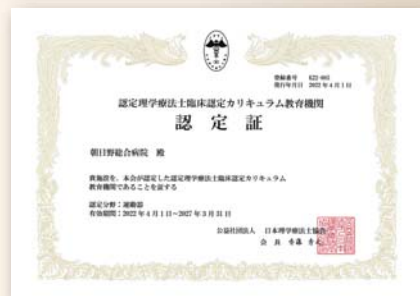 登録番号 K22-005
発行年月日 2022年4月1日
認定理学療法士臨床認定カリキュラム教育機関
認定証
朝日野総合病院 殿
貴施設を、本会が認定した認定理学療法士臨床認定カリキュラム
教育機関であることを証する
認定分野：運動器
有効期間：2022年4月1日～2027年3月31日
公益社団法人 日本理学療法士協会
会長 斉藤 秀之